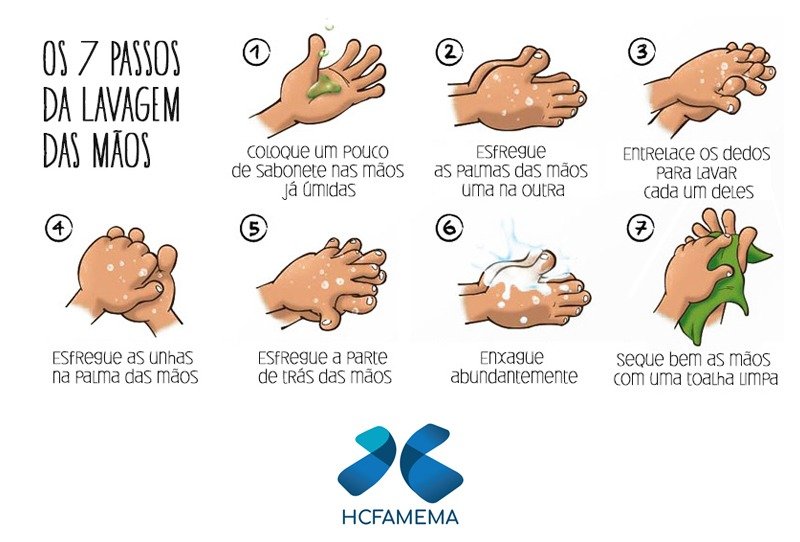 OS 7 PASSOS
DA LAVAGEM
DAS MÃOS
1
COLOQUE UM POUCO
DE SABONETE NAS MÃOS
JÁ ÚMIDAS
2
ESFREGUE
AS PALMAS DAS MÃOS
UMA NA OUTRA
3
ENTRELACE OS DEDOS
PARA LAVAR
CADA UM DELES
4
ESFREGUE AS UNHAS
NA PALMA DAS MÃOS
5
ESFREGUE A PARTE
DE TRÁS DAS MÃOS
6
ENXAGUE
ABUNDANTEMENTE
7
SEQUE BEM AS MÃOS
COM UMA TOALHA LIMPA
HCFAMEMA